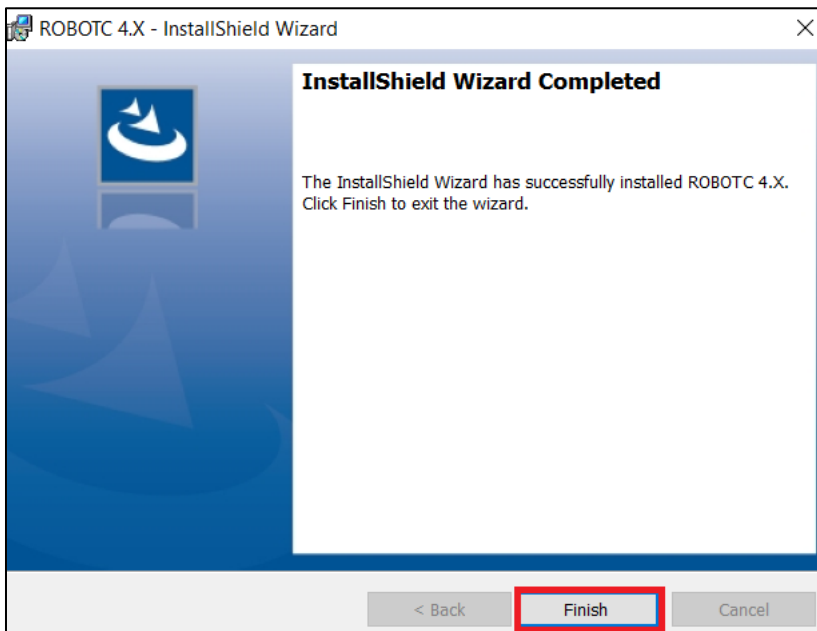 ROBOTC 4.X - InstallShield Wizard
InstallShield Wizard Completed
The InstallShield Wizard has successfully installed ROBOTC 4.X.
Click Finish to exit the wizard.
< Back
Finish
Cancel